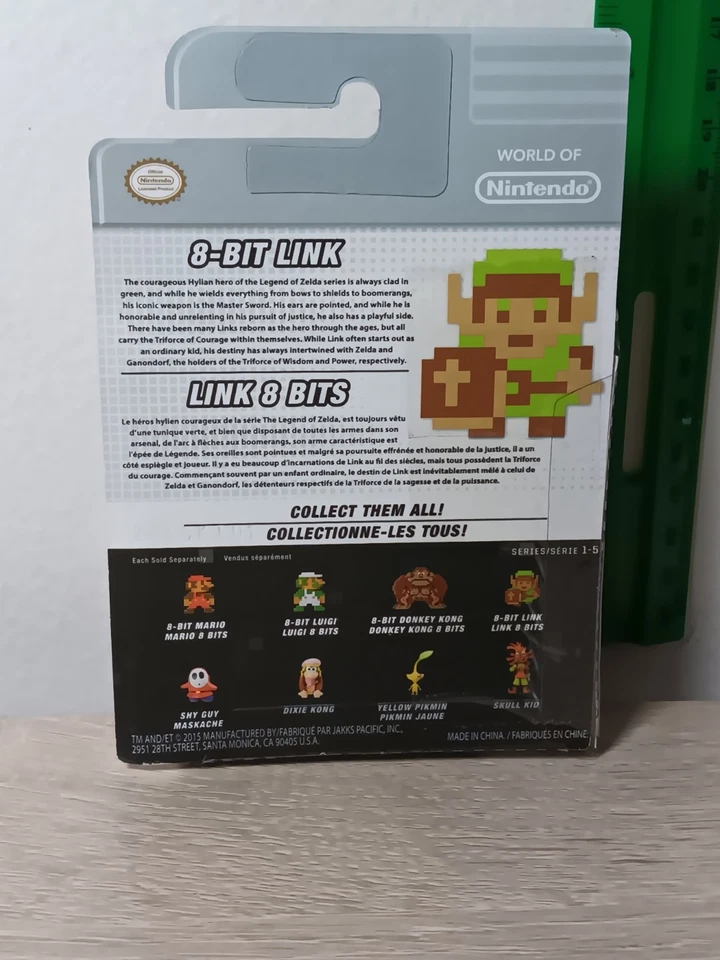 WORLD OF
Official
Nintendo
Licensed Product
Nintendo®
8-BIT LINK
The courageous Hylian hero of the Legend of Zelda series is always clad in
green, and while he wields everything from bows to shields to boomerangs,
his iconic weapon is the Master Sword. His ears are pointed, and while he is
honorable and unrelenting in his pursuit of justice, he also has a playful side.
There have been many Links reborn as the hero through the ages, but all
carry the Triforce of Courage within themselves. While Link often starts out as
an ordinary kid, his destiny has always intertwined with Zelda and
Ganondorf, the holders of the Triforce of Wisdom and Power, respectively.
LINK 8 BITS
Le héros hylien courageux de la série The Legend of Zelda, est toujours vêtu
d'une tunique verte, et bien que disposant de toutes les armes dans son
arsenal, de l'arc à flèches aux boomerangs, son arme caractéristique est
l'épée de Légende. Ses oreilles sont pointues et malgré sa poursuite effrénée et honorable de la justice, il a un
côté espiègle et joueur. Il y a eu beaucoup d'incarnations de Link au fil des siècles, mais tous possèdent la Triforce
du courage. Commençant souvent par un enfant ordinaire, le destin de Link est inévitablement mêlé à celui de
Zelda et Ganondorf, les détenteurs respectifs de la Triforce de la sagesse et de la puissance.
COLLECT THEM ALL!
COLLECTIONNE-LES TOUS!
Each Sold Separately Vendus séparément
SERIES/SÉRIE 1-5
8-BIT MARIO
MARIO 8 BITS
8-BIT LUIGI
LUIGI 8 BITS
8-BIT DONKEY KONG
DONKEY KONG 8 BITS
8-BIT LINK
LINK 8 BITS
SHY GUY
MASKACHE
DIXIE KONG
YELLOW PIKMIN
PIKMIN JAUNE
SKULL KID
TM AND/ET © 2015 MANUFACTURED BY/FABRIQUÉ PAR JAKKS PACIFIC, INC.,
2951 28TH STREET, SANTA MONICA, CA 90405 U.S.A.
MADE IN CHINA. / FABRIQUÉS EN CHINE.